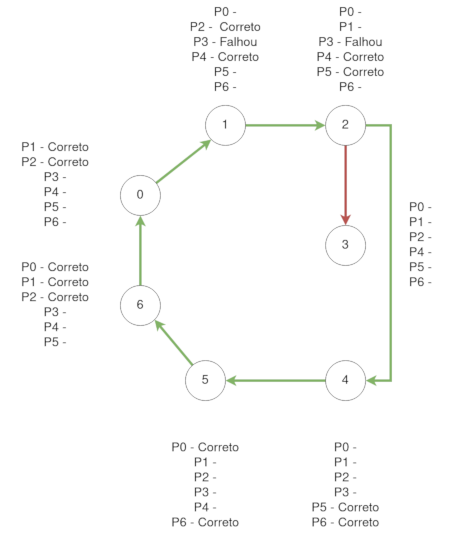 P0 -
P2 - Correto
P3 - Falhou
P4 - Correto
P5 -
P6 -
P0 -
P1 -
P3 - Falhou
P4 - Correto
P5 - Correto
P6 -
1
2
P1 - Correto
P2 - Correto
P3 -
P4 -
P5 -
P6 -
0
P0 -
P1 -
P2 -
P4 -
P5 -
P6 -
3
P0 - Correto
P1 - Correto
P2 - Correto
P3 -
P4 -
P5 -
6
5
4
P0 - Correto
P1 -
P2 -
P3 -
P4 -
P6 - Correto
P0 -
P1 -
P2 -
P3 -
P5 - Correto
P6 - Correto